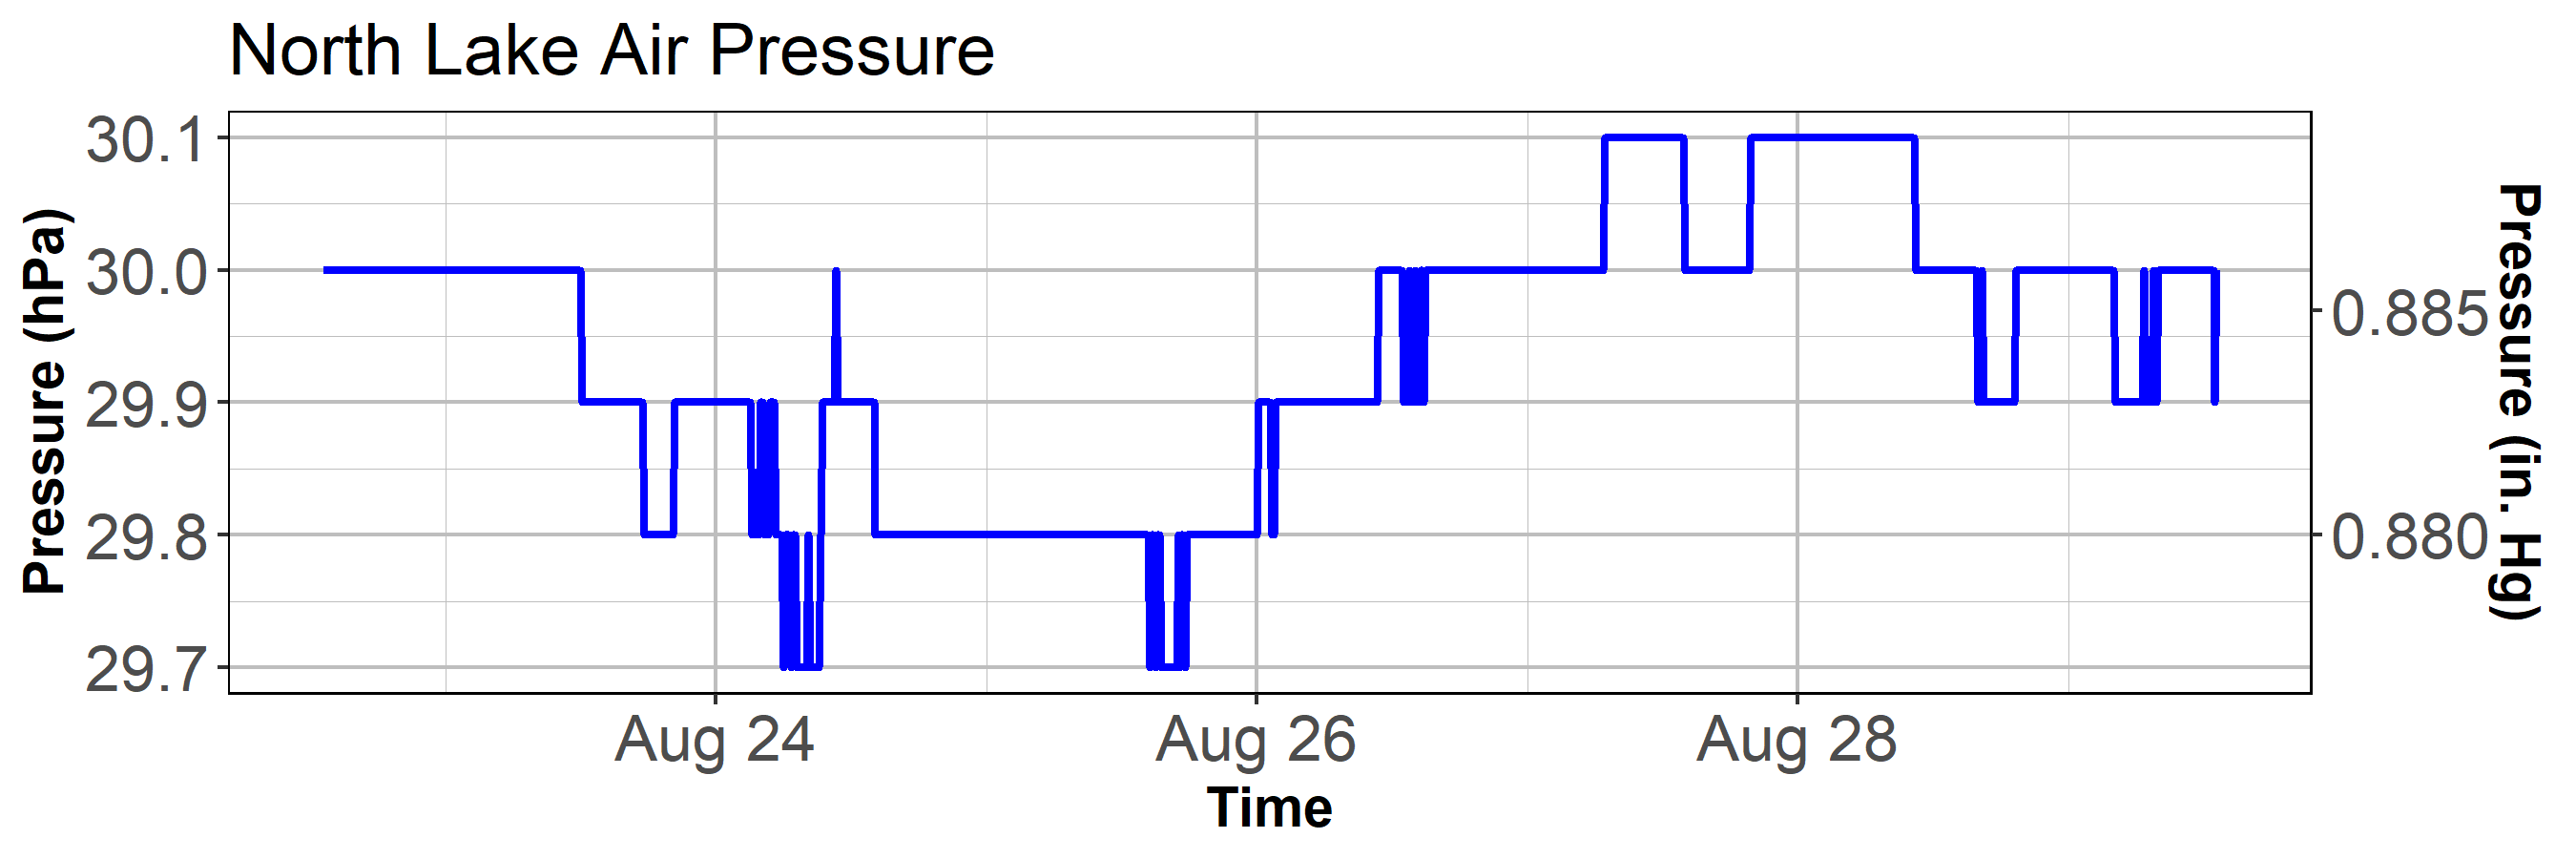 North Lake Air Pressure
Pressure (hPa)
30.1
30.0
29.9
29.8
29.7
0.885
0.880
Pressure (in. Hg)
Aug 24
Aug 26
Aug 28
Time